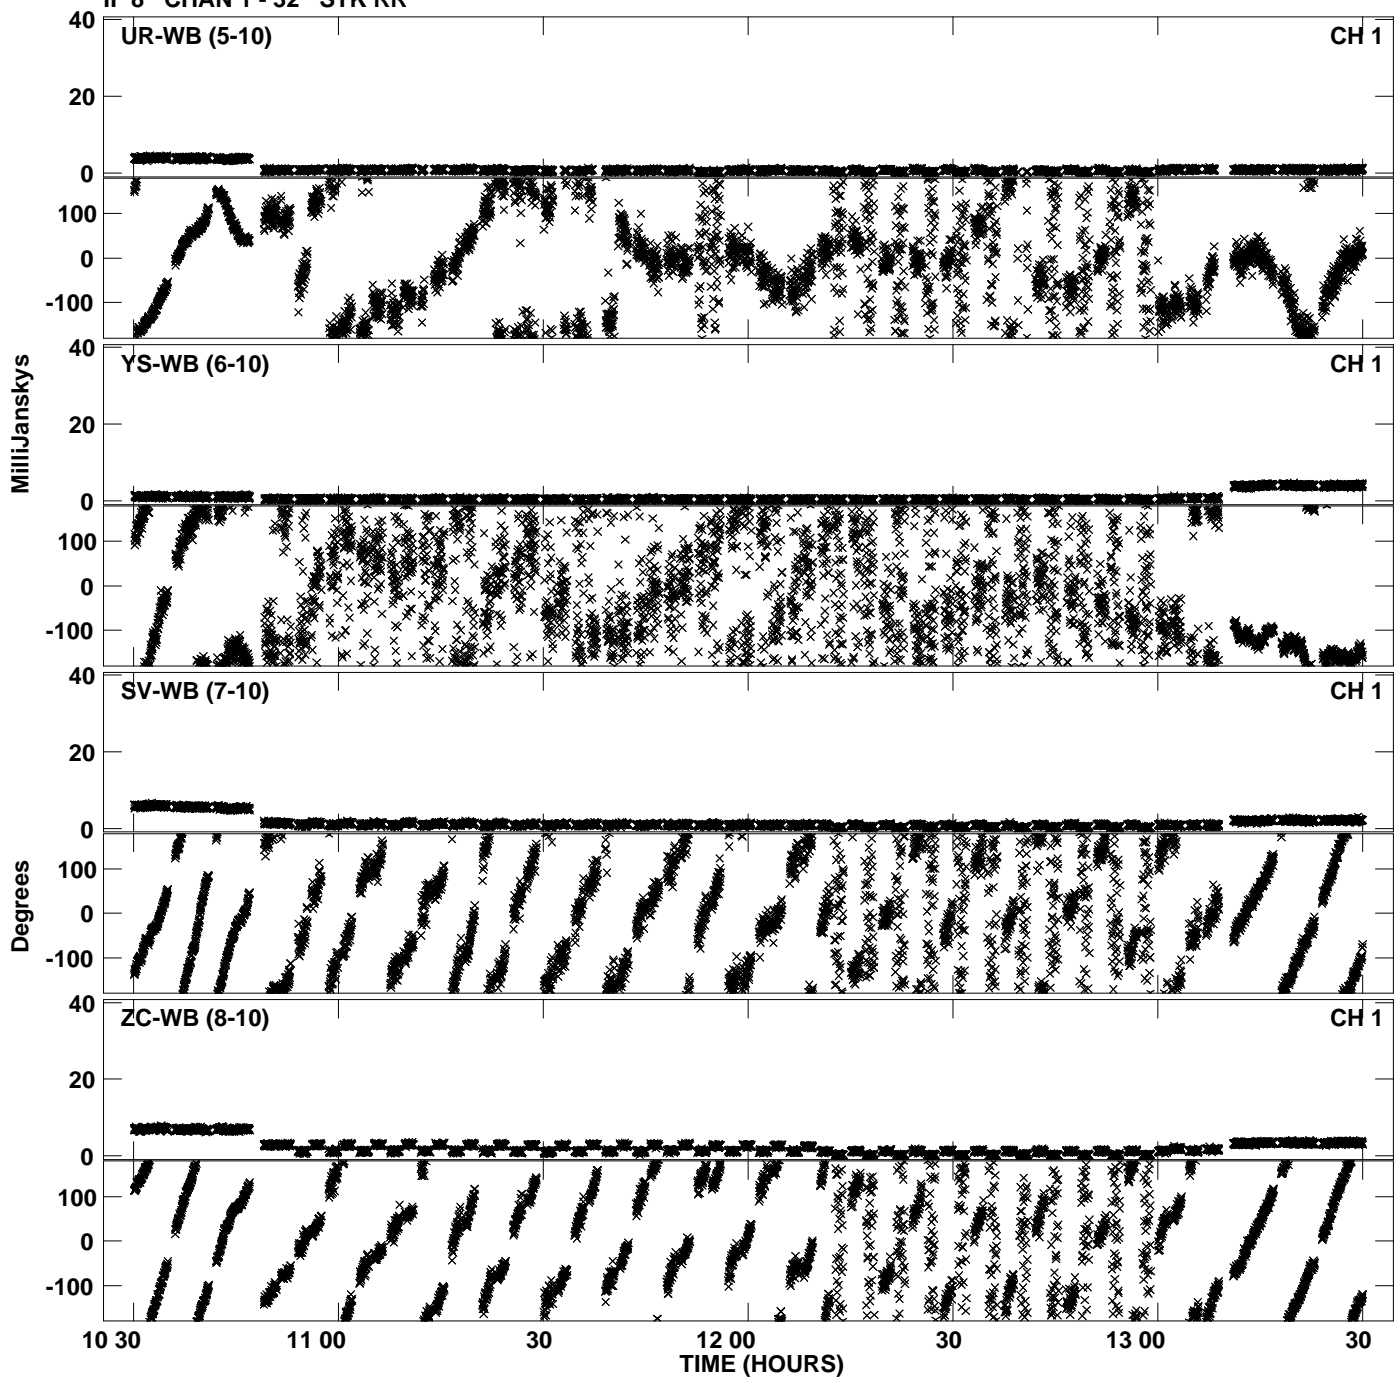 IF 8 CHAN 1 - 32 STK RR
40
UR-WB (5-10) CH 1
20
0
100
0
-100
40
YS-WB (6-10) CH 1
20
0
100
0
-100
MilliJanskys
40
SV-WB (7-10) CH 1
20
0
100
0
-100
Degrees
40
ZC-WB (8-10) CH 1
20
0
100
0
-100
10 30 11 00 30 12 00 30 13 00 30
TIME (HOURS)